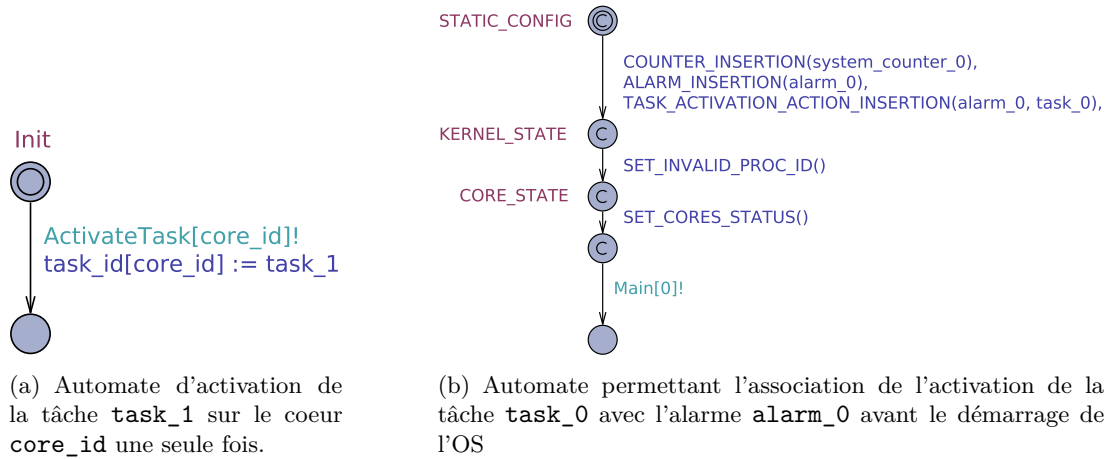 Init
ActivateTask[core_id]!
task_id[core_id] := task_1
(a) Automate d'activation de
la tâche task_1 sur le coeur
core_id une seule fois.
STATIC_CONFIG
C
COUNTER_INSERTION(system_counter_0),
ALARM_INSERTION(alarm_0),
TASK_ACTIVATION_ACTION_INSERTION(alarm_0, task_0),
KERNEL_STATE
C
SET_INVALID_PROC_ID()
CORE_STATE
C
SET_CORES_STATUS()
C
Main[0]!
(b) Automate permettant l'association de l'activation de la
tâche task_0 avec l'alarme alarm_0 avant le démarrage de
l'OS